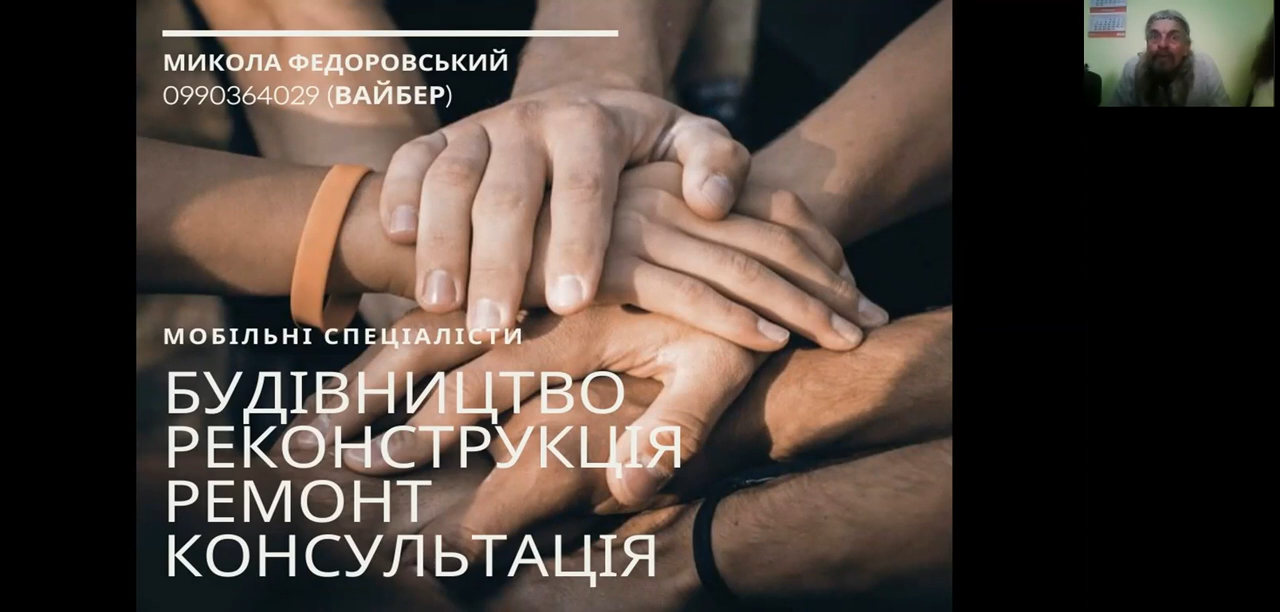 МИКОЛА ФЕДОРОВСЬКИЙ
0990364029 (ВАЙБЕР)
МОБІЛЬНІ СПЕЦІАЛІСТИ
БУДІВНИЦТВО
РЕКОНСТРУКЦІЯ
РЕМОНТ
КОНСУЛЬТАЦІЯ